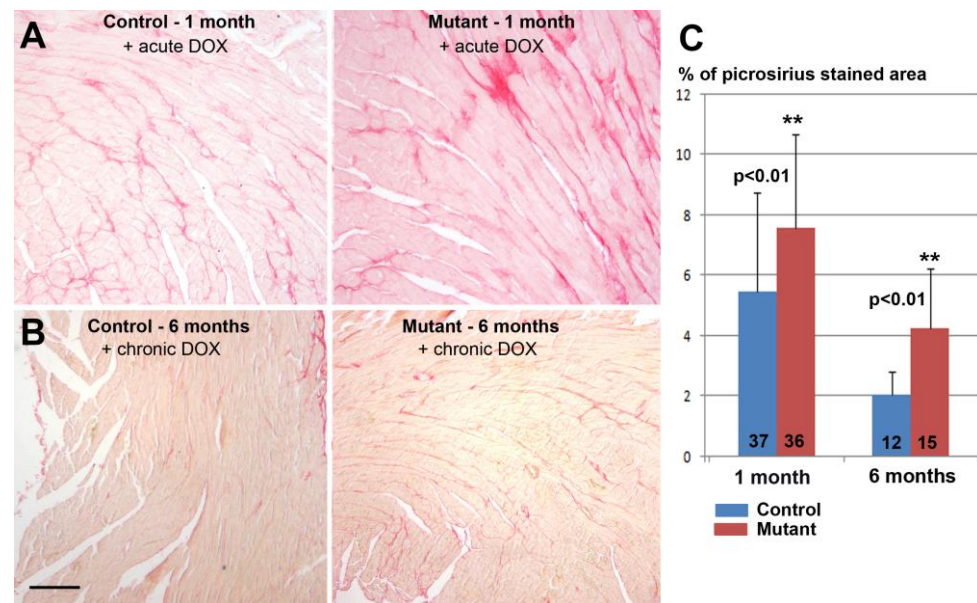 A
Control - 1 month
+ acute DOX
Mutant - 1 month
+ acute DOX
B
Control - 6 months
+ chronic DOX
Mutant - 6 months
+ chronic DOX
C
% of picrosirius stained area
12
10
8
6
4
2
0
p<0.01
**
p<0.01
**
37
36
12
15
1 month
6 months
Control
Mutant